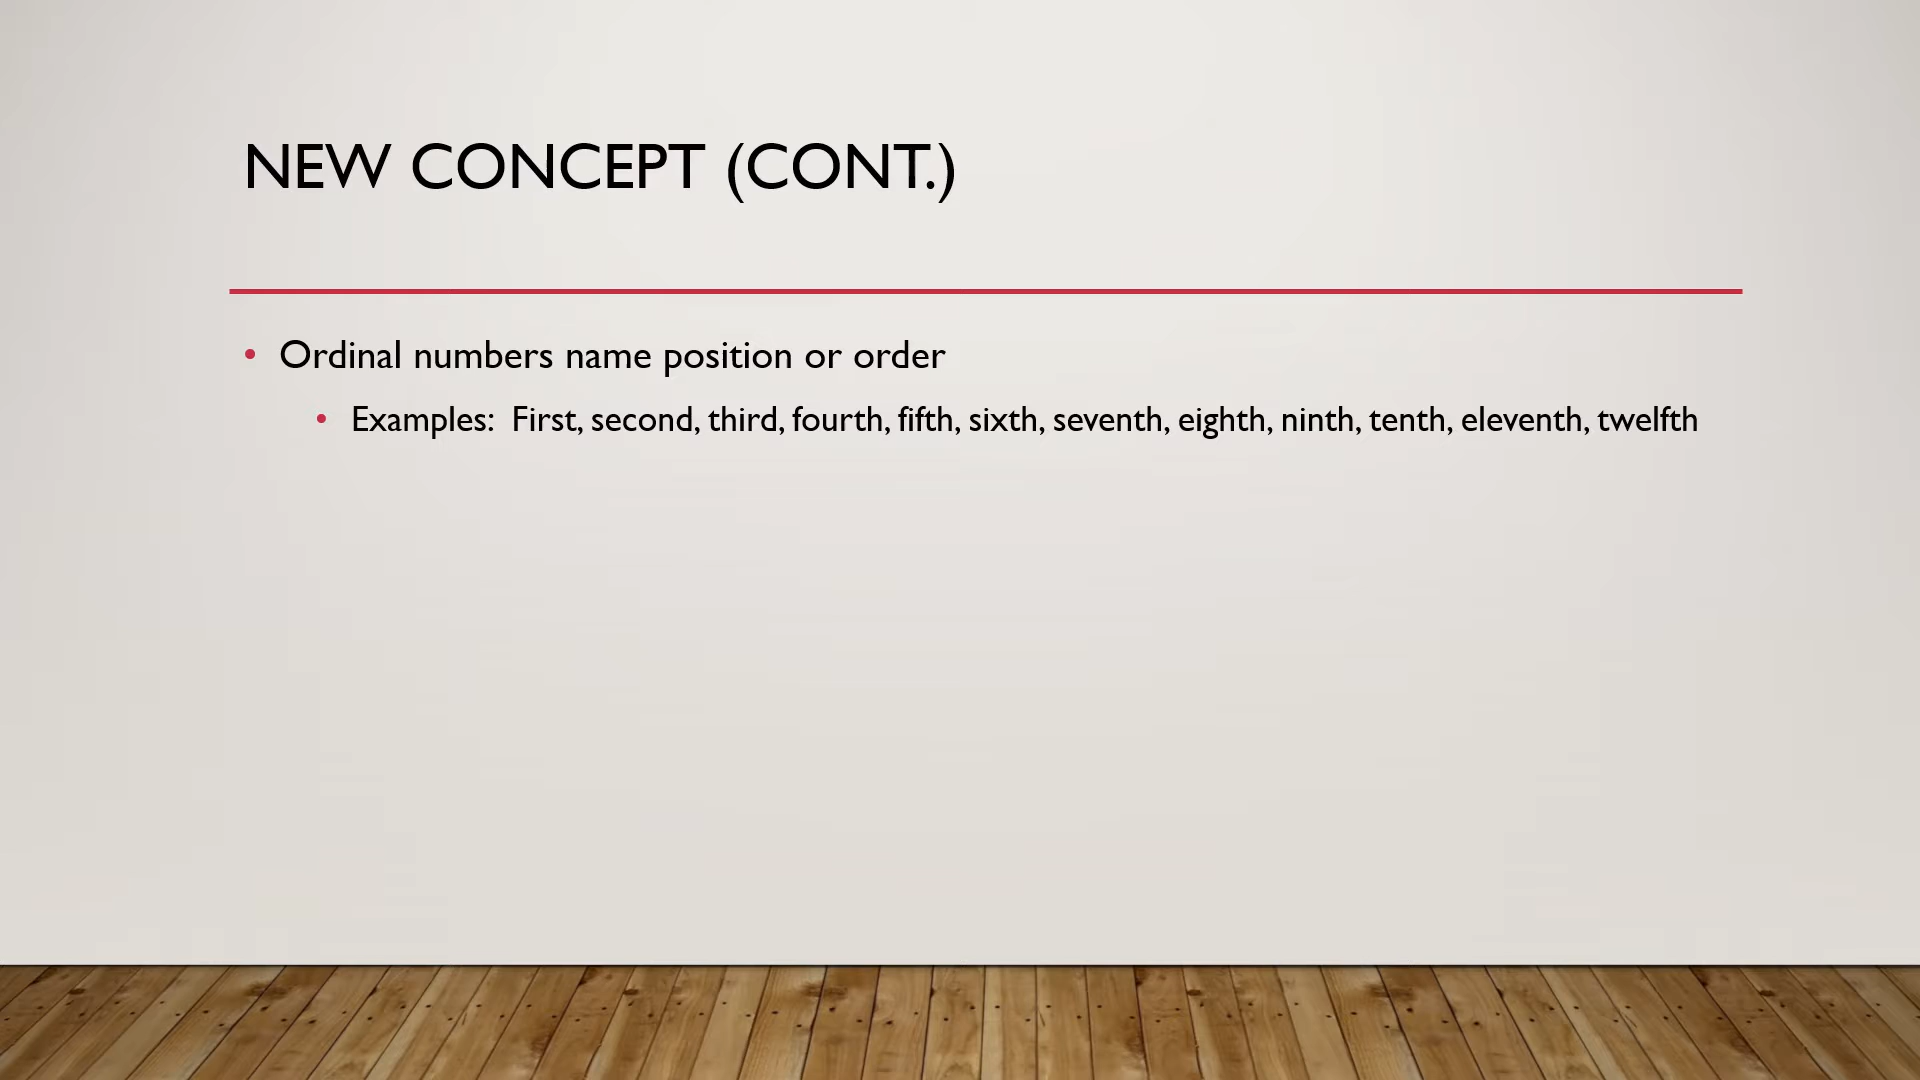 NEW CONCEPT (CONT.)
• Ordinal numbers name position or order
• Examples:  First, second, third, fourth, fifth, sixth, seventh, eighth, ninth, tenth, eleventh, twelfth